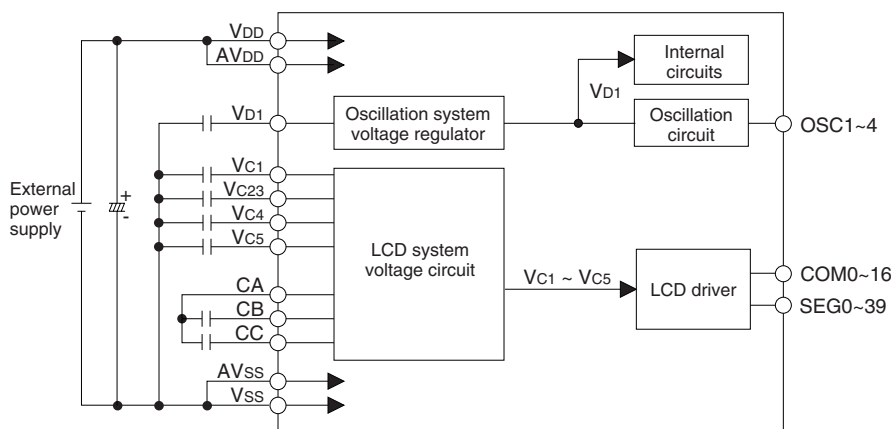 VDD
AVDD
Internal
circuits
VD1
VD1
Oscillation system
voltage regulator
Oscillation
circuit
OSC1~4
VC1
VC23
VC4
VC5
External
power
supply
+
-
LCD system
voltage circuit
VC1 ~ VC5
LCD driver
COM0~16
SEG0~39
CA
CB
CC
AVSS
VSS